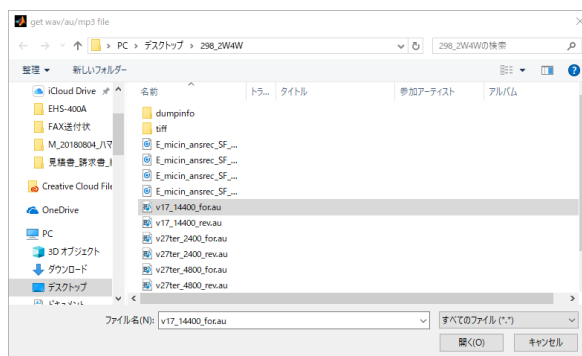 get wav/au/mp3 file
PC > デスクトップ > 298_2W4W
298_2W4Wの検索
整理
新しいフォルダー
iCloud Drive
EHS-400A
FAX送付状
M_20180804_ハマ
見積書_請求書_
Creative Cloud File
OneDrive
PC
3D オブジェクト
ダウンロード
デスクトップ
ドキュメント
名前 トラ... タイトル 参加アーティスト アルバム
dumpinfo
tiff
E_micin_ansrec_SF_...
E_micin_ansrec_SF_...
E_micin_ansrec_SF_...
E_micin_ansrec_SF_...
v17_14400_for.au
v17_14400_rev.au
v27ter_2400_for.au
v27ter_2400_rev.au
v27ter_4800_for.au
v27ter_4800_rev.au
ファイル名(N): v17_14400_for.au
すべてのファイル (*.*)
開く(O)
キャンセル